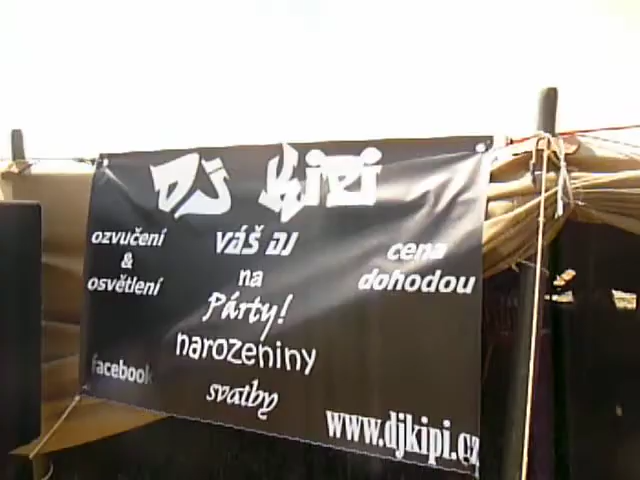 DJ Kipi
ozvučení
&
osvětlení
VÁŠ DJ
na
Párty!
narozeniny
svatby
cena
dohodou
facebook
www.djkipi.cz